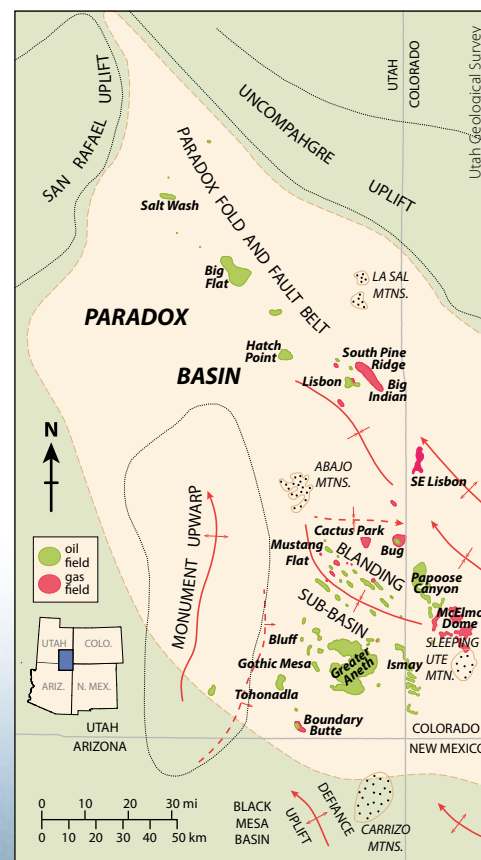 Utah Geological Survey
UTAH
COLORADO
SAN RAFAEL UPLIFT
UNCOMPAHGRE
UPLIFT
PARADOX FOLD AND FAULT BELT
Salt Wash
Big
Flat
LA SAL
MTNS.
PARADOX
BASIN
Hatch
Point
South Pine
Ridge
Lisbon
Big
Indian
N
SE Lisbon
ABAJO
MTNS.
MONUMENT UPWARP
Cactus Park
Bug
Mustang
Flat
BLANDING
SUB-BASIN
Papoose
Canyon
McElmo
Dome
SLEEPING
UTE
MTN.
oil
field
gas
field
UTAH
COLO.
ARIZ.
N. MEX.
Bluff
Gothic Mesa
Greater
Aneth
Ismay
Tohonadla
Boundary
Butte
UTAH
ARIZONA
COLORADO
NEW MEXICO
0 10 20 30 mi
0 10 20 30 40 50 km
BLACK
MESA
BASIN
DEFIANCE
UPLIFT
CARRIZO
MTNS.